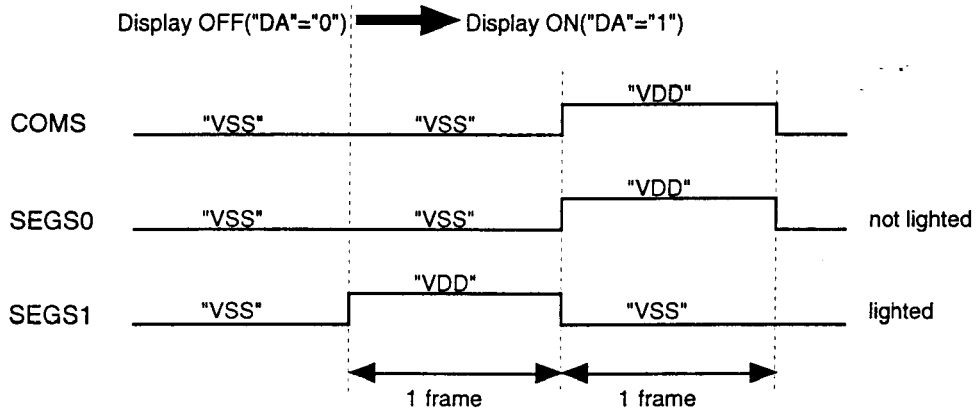 Display OFF("DA"="0") Display ON("DA"="1")
"VDD"
COMS "VSS" "VSS"
"VDD"
SEGS0 "VSS" "VSS" not lighted
"VDD"
SEGS1 "VSS" "VSS" lighted
1 frame 1 frame